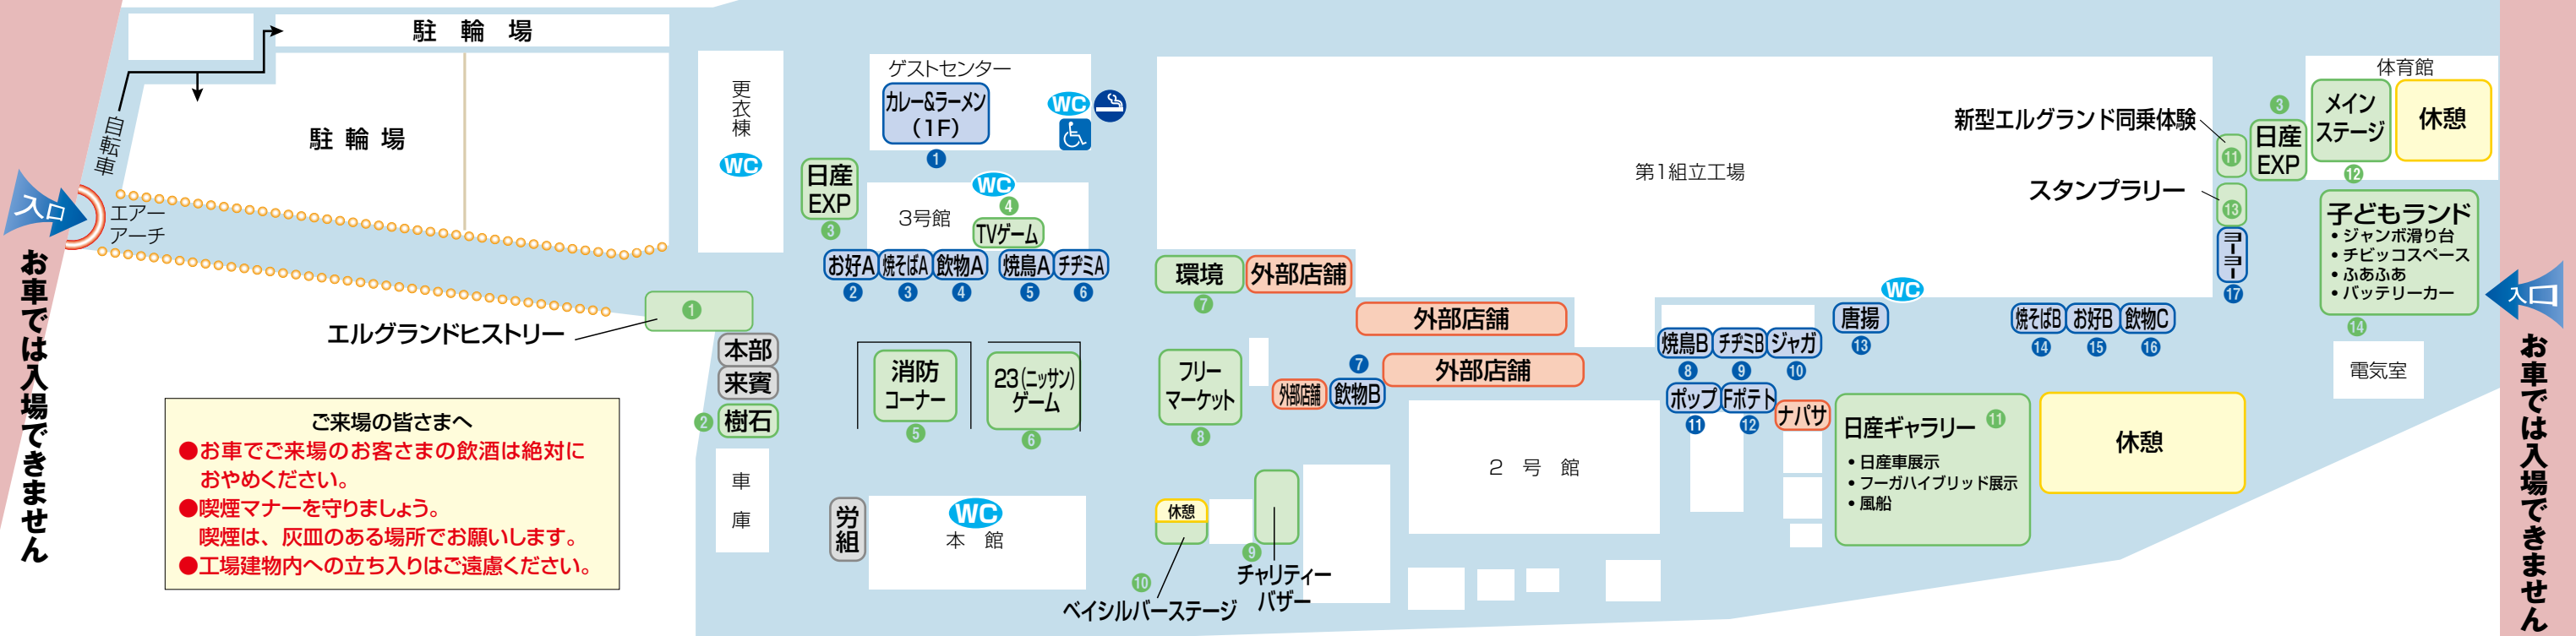 駐輪場
駐輪場
自転車
入口
エアー
アーチ
お車では入場できません
エルグランドヒストリー
1
本部
来賓
2
樹石
車庫
ご来場の皆さまへ
●お車でご来場のお客さまの飲酒は絶対に
おやめください。
●喫煙マナーを守りましょう。
喫煙は、灰皿のある場所でお願いします。
●工場建物内への立ち入りはご遠慮ください。
更衣棟
WC
ゲストセンター
カレー&ラーメン
(1F)
1
WC
日産
EXP
3
3号館
WC
4
TVゲーム
お好A
焼そばA
飲物A
焼鳥A
チヂミA
2
3
4
5
6
消防
コーナー
5
23(ニッサン)
ゲーム
6
労組
WC
本館
第1組立工場
環境
7
外部店舗
外部店舗
外部店舗
フリー
マーケット
8
外部店舗
7
飲物B
休憩
10
ベイシルバーステージ
9
チャリティー
バザー
2号館
焼鳥B
チヂミB
ジャガ
8
9
10
ポップ
Fポテト
ナパサ
11
12
唐揚
13
WC
焼そばB
お好B
飲物C
14
15
16
日産ギャラリー
11
・日産車展示
・フーガハイブリッド展示
・風船
休憩
新型エルグランド同乗体験
11
スタンプラリー
13
ヨーヨー
17
3
日産
EXP
体育館
メイン
ステージ
12
休憩
子どもランド
・ジャンボ滑り台
・チビッコスペース
・ふあふあ
・バッテリーカー
14
電気室
入口
お車では入場できません